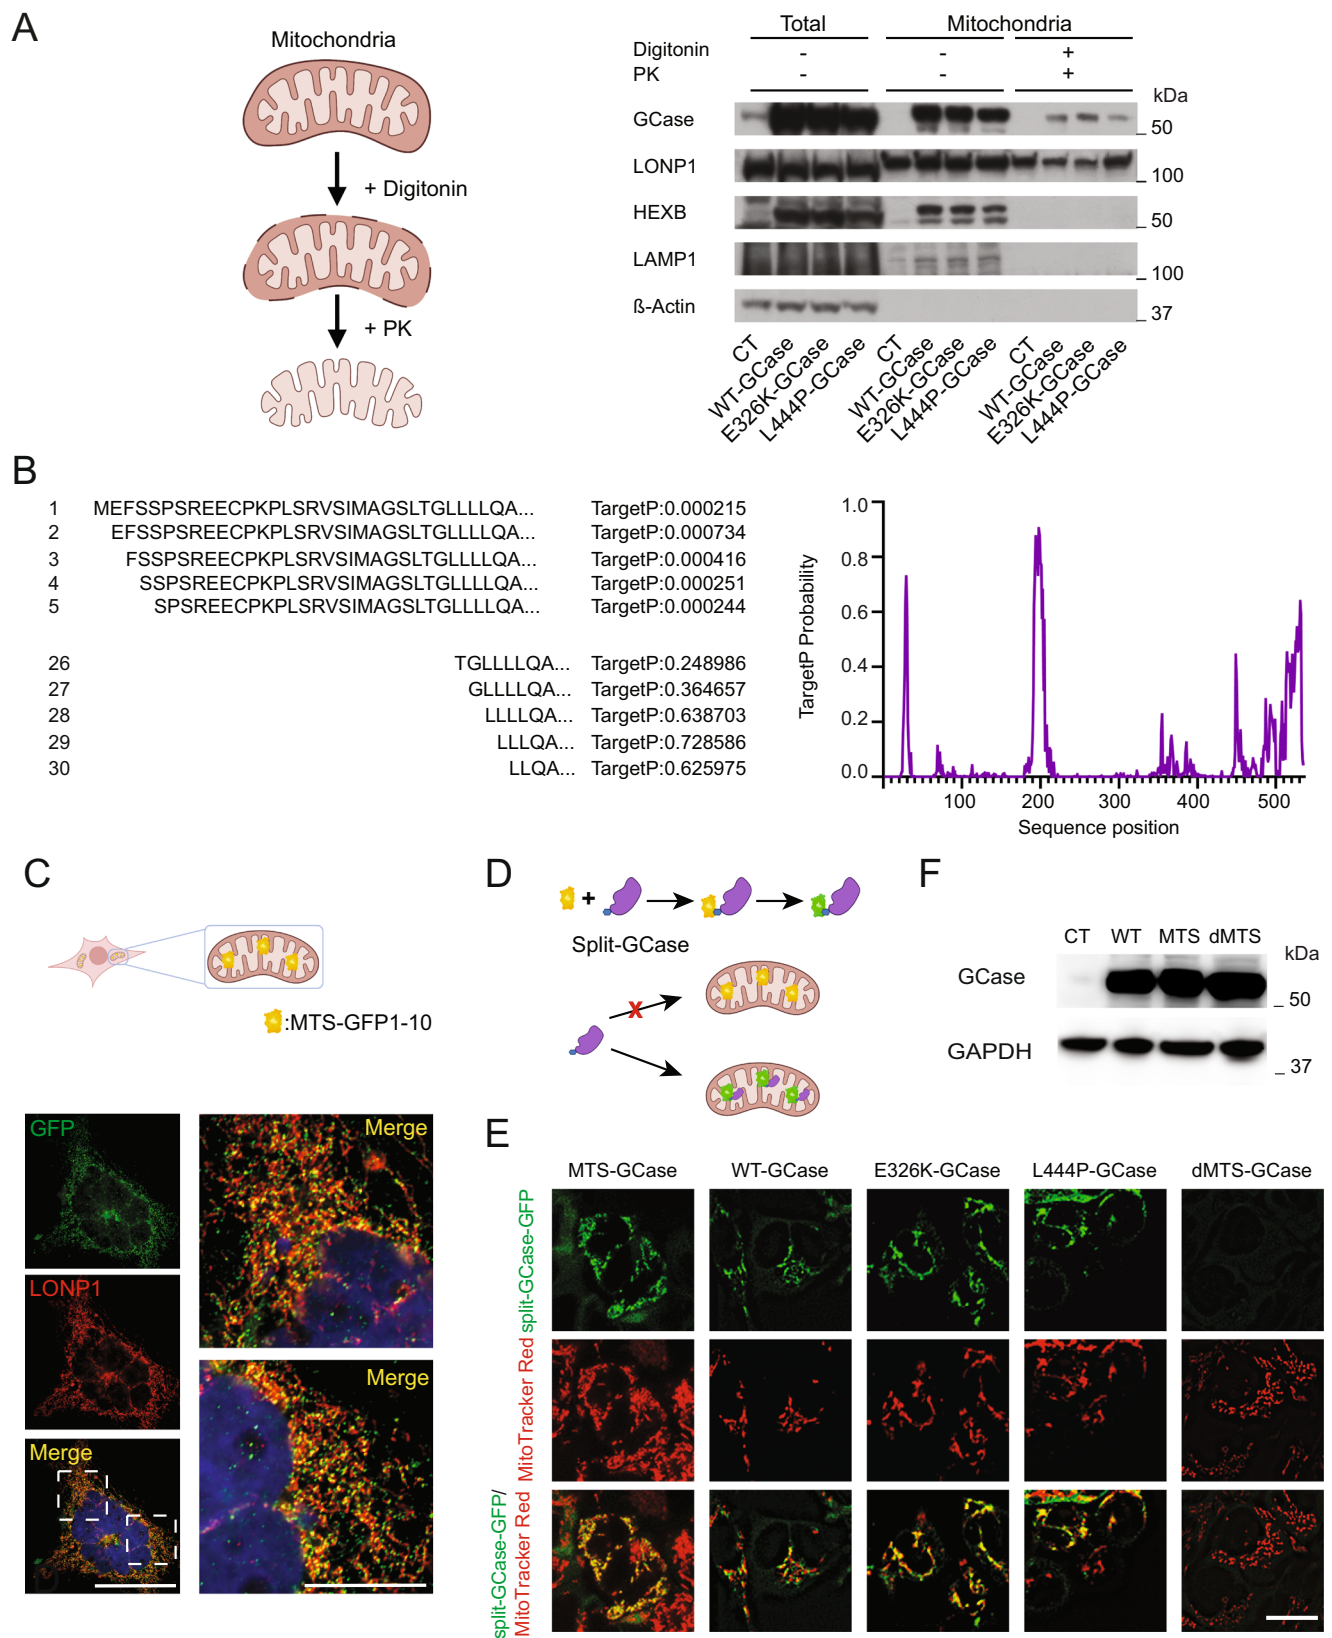 A
Mitochondria
+ Digitonin
+ PK
Total Mitochondria
Digitonin - - +
PK - - +
kDa
GCase 50
LONP1 100
HEXB 50
LAMP1 100
ß-Actin 37
CT WT-GCase E326K-GCase L444P-GCase CT WT-GCase E326K-GCase L444P-GCase CT WT-GCase E326K-GCase L444P-GCase
B
1 MEFSSPSREECPKPLSRVSIMAGSLTGLLLLQA... TargetP:0.000215
2 EFSSPSREECPKPLSRVSIMAGSLTGLLLLQA... TargetP:0.000734
3 FSSPSREECPKPLSRVSIMAGSLTGLLLLQA... TargetP:0.000416
4 SSPSREECPKPLSRVSIMAGSLTGLLLLQA... TargetP:0.000251
5 SPSREECPKPLSRVSIMAGSLTGLLLLQA... TargetP:0.000244
26 TGLLLLQA... TargetP:0.248986
27 GLLLLQA... TargetP:0.364657
28 LLLLQA... TargetP:0.638703
29 LLLQA... TargetP:0.728586
30 LLQA... TargetP:0.625975
TargetP Probability
1.0
0.8
0.6
0.4
0.2
0.0
100 200 300 400 500
Sequence position
C
:MTS-GFP1-10
GFP
LONP1
Merge
Merge
Merge
D
+
Split-GCase
X
F
CT WT MTS dMTS
kDa
GCase 50
GAPDH 37
E
MTS-GCase WT-GCase E326K-GCase L444P-GCase dMTS-GCase
split-GCase-GFP
MitoTracker Red
split-GCase-GFP/
MitoTracker Red